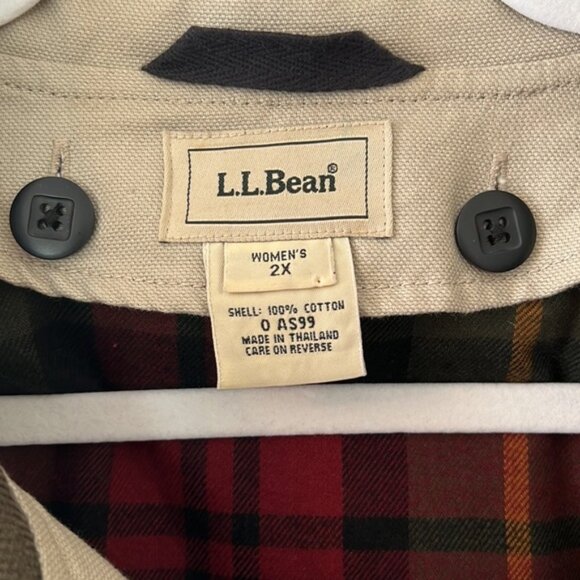 L.L.Bean®
WOMEN'S
2X
SHELL: 100% COTTON
0 AS99
MADE IN THAILAND
CARE ON REVERSE